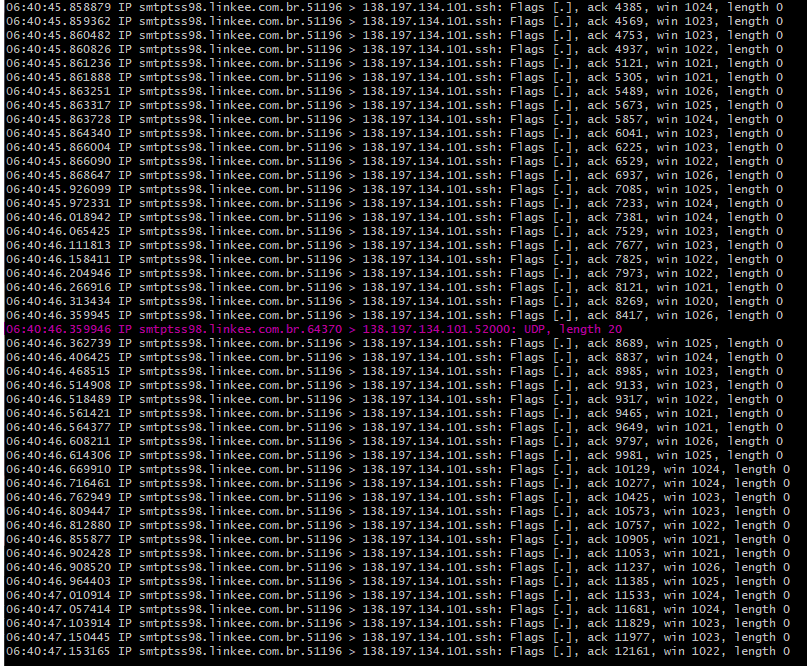 06:40:45.858879 IP smtptss98.linkee.com.br.51196 > 138.197.134.101.ssh: Flags [.], ack 4385, win 1024, length 0
06:40:45.859362 IP smtptss98.linkee.com.br.51196 > 138.197.134.101.ssh: Flags [.], ack 4569, win 1023, length 0
06:40:45.860482 IP smtptss98.linkee.com.br.51196 > 138.197.134.101.ssh: Flags [.], ack 4753, win 1023, length 0
06:40:45.860826 IP smtptss98.linkee.com.br.51196 > 138.197.134.101.ssh: Flags [.], ack 4937, win 1022, length 0
06:40:45.861236 IP smtptss98.linkee.com.br.51196 > 138.197.134.101.ssh: Flags [.], ack 5121, win 1021, length 0
06:40:45.861888 IP smtptss98.linkee.com.br.51196 > 138.197.134.101.ssh: Flags [.], ack 5305, win 1021, length 0
06:40:45.863251 IP smtptss98.linkee.com.br.51196 > 138.197.134.101.ssh: Flags [.], ack 5489, win 1026, length 0
06:40:45.863317 IP smtptss98.linkee.com.br.51196 > 138.197.134.101.ssh: Flags [.], ack 5673, win 1025, length 0
06:40:45.863728 IP smtptss98.linkee.com.br.51196 > 138.197.134.101.ssh: Flags [.], ack 5857, win 1024, length 0
06:40:45.864340 IP smtptss98.linkee.com.br.51196 > 138.197.134.101.ssh: Flags [.], ack 6041, win 1023, length 0
06:40:45.866004 IP smtptss98.linkee.com.br.51196 > 138.197.134.101.ssh: Flags [.], ack 6225, win 1023, length 0
06:40:45.866090 IP smtptss98.linkee.com.br.51196 > 138.197.134.101.ssh: Flags [.], ack 6529, win 1022, length 0
06:40:45.868647 IP smtptss98.linkee.com.br.51196 > 138.197.134.101.ssh: Flags [.], ack 6937, win 1026, length 0
06:40:45.926099 IP smtptss98.linkee.com.br.51196 > 138.197.134.101.ssh: Flags [.], ack 7085, win 1025, length 0
06:40:45.972331 IP smtptss98.linkee.com.br.51196 > 138.197.134.101.ssh: Flags [.], ack 7233, win 1024, length 0
06:40:46.018942 IP smtptss98.linkee.com.br.51196 > 138.197.134.101.ssh: Flags [.], ack 7381, win 1024, length 0
06:40:46.065425 IP smtptss98.linkee.com.br.51196 > 138.197.134.101.ssh: Flags [.], ack 7529, win 1023, length 0
06:40:46.111813 IP smtptss98.linkee.com.br.51196 > 138.197.134.101.ssh: Flags [.], ack 7677, win 1023, length 0
06:40:46.158411 IP smtptss98.linkee.com.br.51196 > 138.197.134.101.ssh: Flags [.], ack 7825, win 1022, length 0
06:40:46.204946 IP smtptss98.linkee.com.br.51196 > 138.197.134.101.ssh: Flags [.], ack 7973, win 1022, length 0
06:40:46.266916 IP smtptss98.linkee.com.br.51196 > 138.197.134.101.ssh: Flags [.], ack 8121, win 1021, length 0
06:40:46.313434 IP smtptss98.linkee.com.br.51196 > 138.197.134.101.ssh: Flags [.], ack 8269, win 1020, length 0
06:40:46.359945 IP smtptss98.linkee.com.br.51196 > 138.197.134.101.ssh: Flags [.], ack 8417, win 1026, length 0
06:40:46.359946 IP smtptss98.linkee.com.br.64370 > 138.197.134.101.52000: UDP, length 20
06:40:46.362739 IP smtptss98.linkee.com.br.51196 > 138.197.134.101.ssh: Flags [.], ack 8689, win 1025, length 0
06:40:46.406425 IP smtptss98.linkee.com.br.51196 > 138.197.134.101.ssh: Flags [.], ack 8837, win 1024, length 0
06:40:46.468515 IP smtptss98.linkee.com.br.51196 > 138.197.134.101.ssh: Flags [.], ack 8985, win 1023, length 0
06:40:46.514908 IP smtptss98.linkee.com.br.51196 > 138.197.134.101.ssh: Flags [.], ack 9133, win 1023, length 0
06:40:46.518489 IP smtptss98.linkee.com.br.51196 > 138.197.134.101.ssh: Flags [.], ack 9317, win 1022, length 0
06:40:46.561421 IP smtptss98.linkee.com.br.51196 > 138.197.134.101.ssh: Flags [.], ack 9465, win 1021, length 0
06:40:46.564377 IP smtptss98.linkee.com.br.51196 > 138.197.134.101.ssh: Flags [.], ack 9649, win 1021, length 0
06:40:46.608211 IP smtptss98.linkee.com.br.51196 > 138.197.134.101.ssh: Flags [.], ack 9797, win 1026, length 0
06:40:46.614306 IP smtptss98.linkee.com.br.51196 > 138.197.134.101.ssh: Flags [.], ack 9981, win 1025, length 0
06:40:46.669910 IP smtptss98.linkee.com.br.51196 > 138.197.134.101.ssh: Flags [.], ack 10129, win 1024, length 0
06:40:46.716461 IP smtptss98.linkee.com.br.51196 > 138.197.134.101.ssh: Flags [.], ack 10277, win 1024, length 0
06:40:46.762949 IP smtptss98.linkee.com.br.51196 > 138.197.134.101.ssh: Flags [.], ack 10425, win 1023, length 0
06:40:46.809447 IP smtptss98.linkee.com.br.51196 > 138.197.134.101.ssh: Flags [.], ack 10573, win 1023, length 0
06:40:46.812880 IP smtptss98.linkee.com.br.51196 > 138.197.134.101.ssh: Flags [.], ack 10757, win 1022, length 0
06:40:46.855877 IP smtptss98.linkee.com.br.51196 > 138.197.134.101.ssh: Flags [.], ack 10905, win 1021, length 0
06:40:46.902428 IP smtptss98.linkee.com.br.51196 > 138.197.134.101.ssh: Flags [.], ack 11053, win 1021, length 0
06:40:46.908520 IP smtptss98.linkee.com.br.51196 > 138.197.134.101.ssh: Flags [.], ack 11237, win 1026, length 0
06:40:46.964403 IP smtptss98.linkee.com.br.51196 > 138.197.134.101.ssh: Flags [.], ack 11385, win 1025, length 0
06:40:47.010914 IP smtptss98.linkee.com.br.51196 > 138.197.134.101.ssh: Flags [.], ack 11533, win 1024, length 0
06:40:47.057414 IP smtptss98.linkee.com.br.51196 > 138.197.134.101.ssh: Flags [.], ack 11681, win 1024, length 0
06:40:47.103914 IP smtptss98.linkee.com.br.51196 > 138.197.134.101.ssh: Flags [.], ack 11829, win 1023, length 0
06:40:47.150445 IP smtptss98.linkee.com.br.51196 > 138.197.134.101.ssh: Flags [.], ack 11977, win 1023, length 0
06:40:47.153165 IP smtptss98.linkee.com.br.51196 > 138.197.134.101.ssh: Flags [.], ack 12161, win 1022, length 0